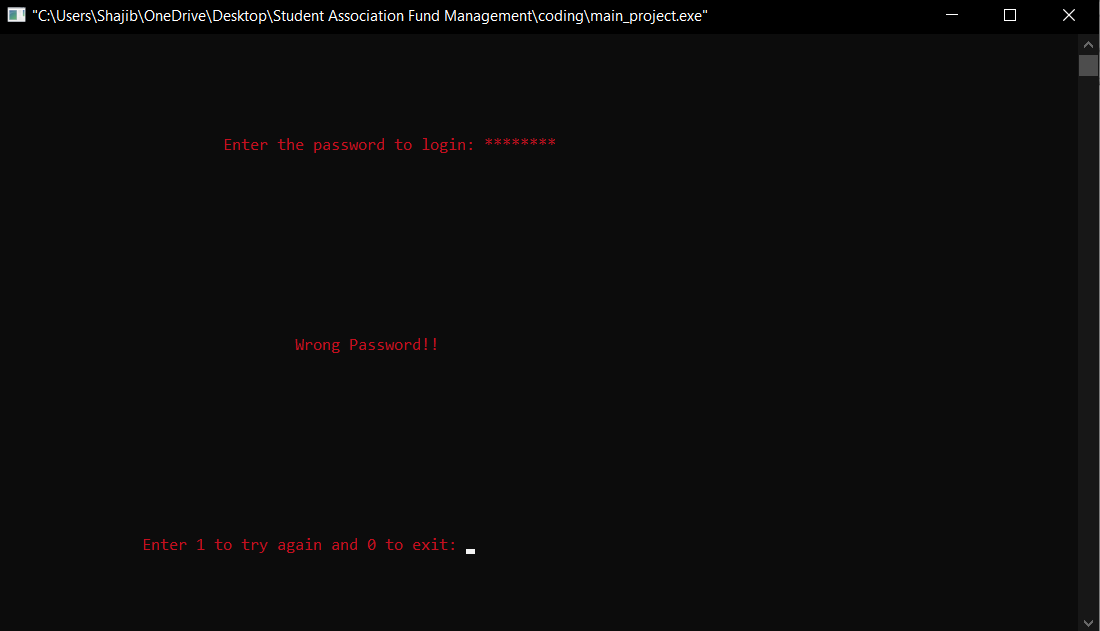 "C:\Users\Shajib\OneDrive\Desktop\Student Association Fund Management\coding\main_project.exe"
Enter the password to login: ********
Wrong Password!!
Enter 1 to try again and 0 to exit: